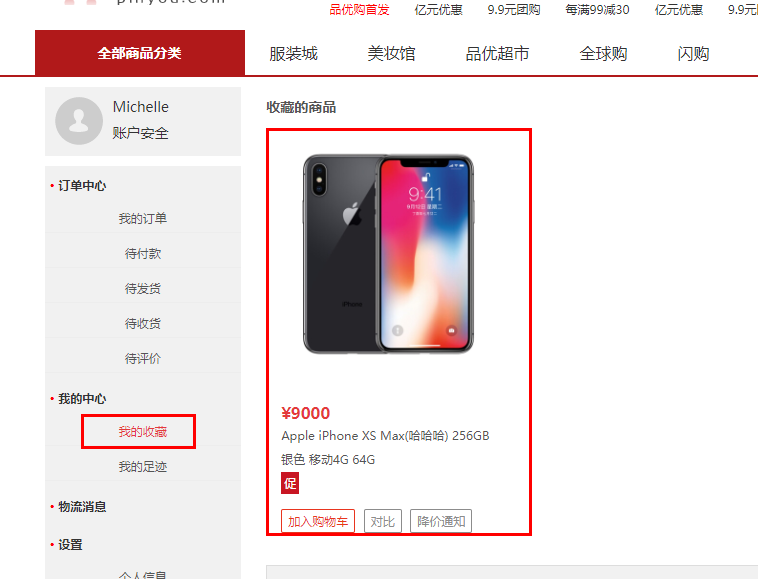 品优购首发 亿元优惠 9.9元团购 每满99减30 亿元优惠
全部商品分类 服装城 美妆馆 品优超市 全球购 闪购
Michelle
账户安全
订单中心
我的订单
待付款
待发货
待收货
待评价
我的中心
我的收藏
我的足迹
物流消息
设置
个人信息
收藏的商品
9:41
¥9000
Apple iPhone XS Max(哈哈哈) 256GB
银色 移动4G 64G
促
加入购物车 对比 降价通知